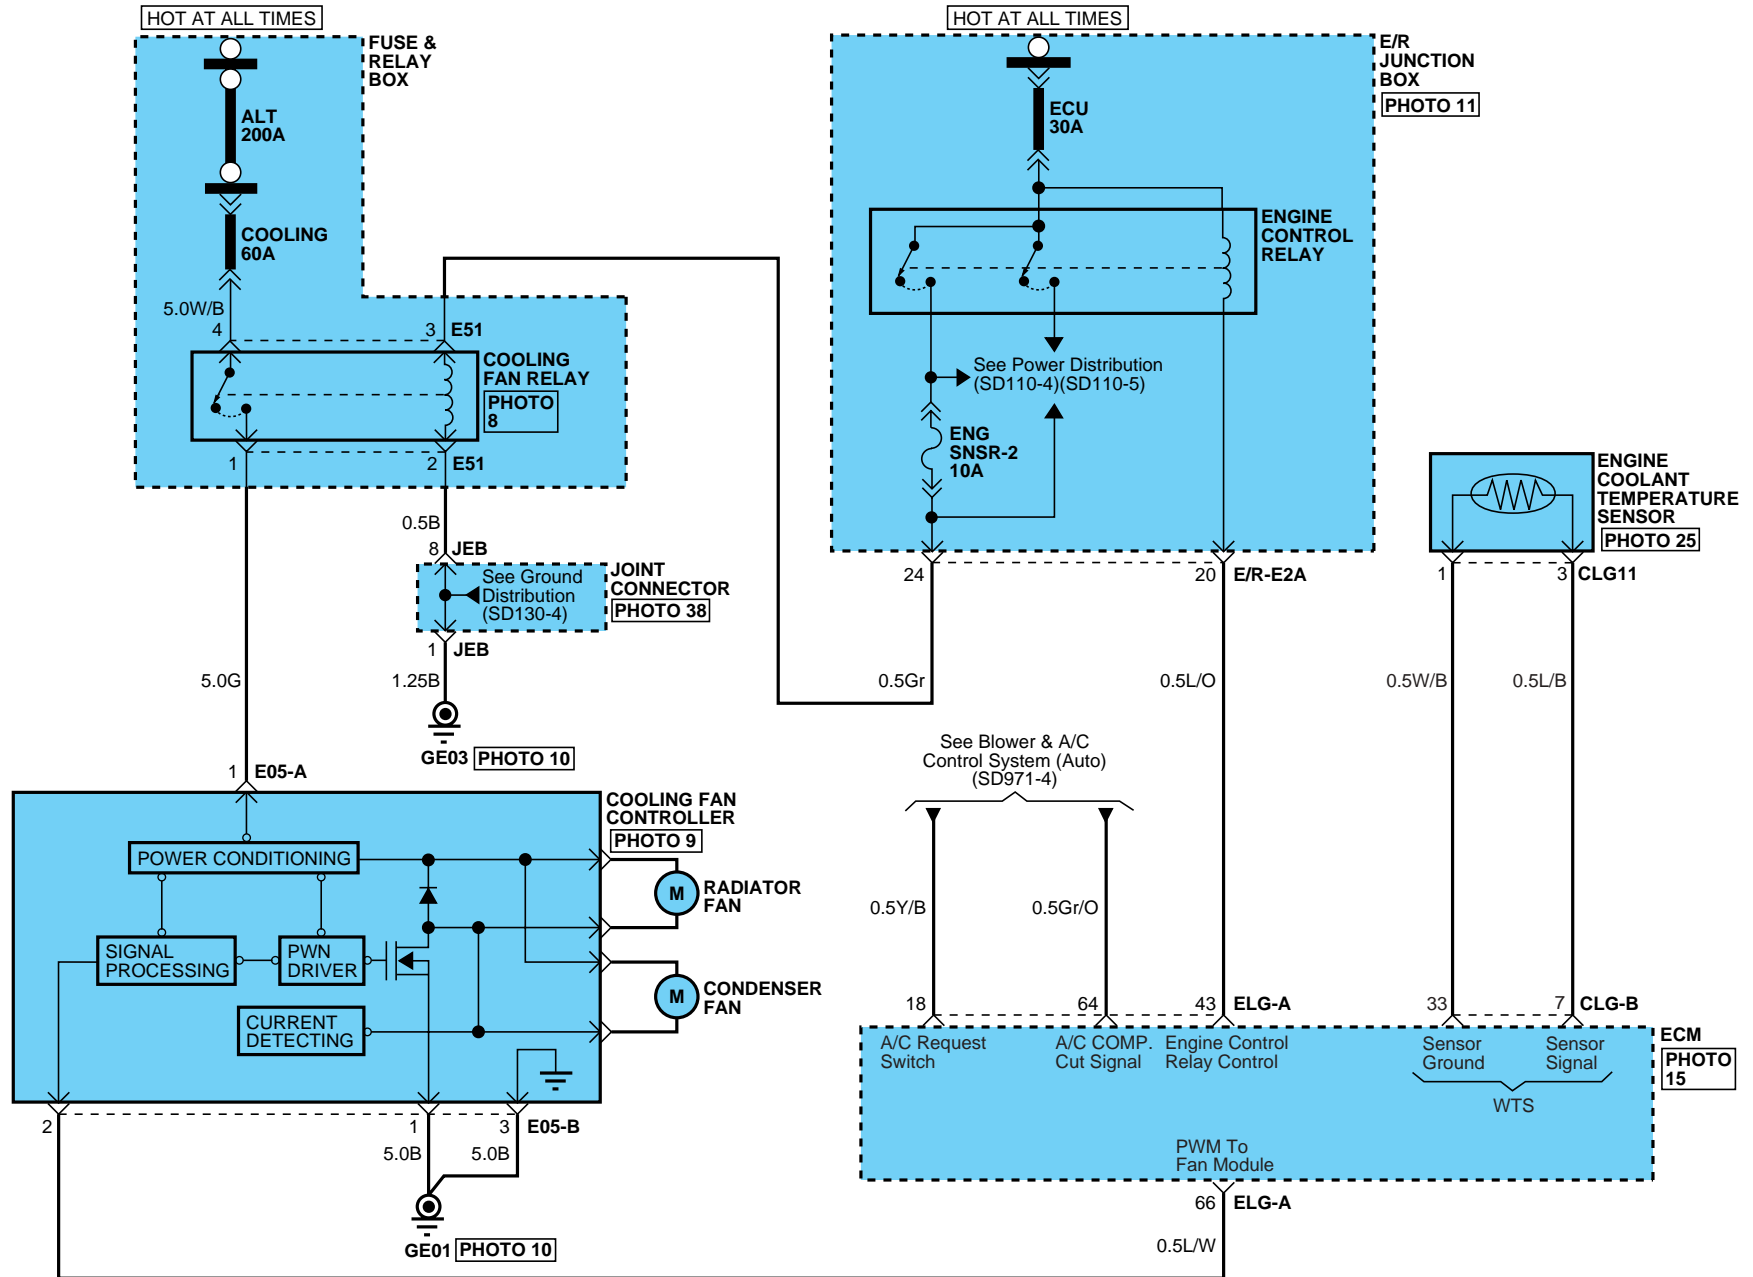 HOT AT ALL TIMES
HOT AT ALL TIMES
FUSE &
RELAY
BOX
ALT
200A
COOLING
60A
5.0W/B
4
3
E51
COOLING
FAN RELAY
PHOTO
8
1
2
E51
0.5B
8
JEB
See Ground
Distribution
(SD130-4)
JOINT
CONNECTOR
PHOTO 38
1
JEB
5.0G
1.25B
GE03
PHOTO 10
E/R
JUNCTION
BOX
PHOTO 11
ECU
30A
ENGINE
CONTROL
RELAY
See Power Distribution
(SD110-4)(SD110-5)
ENG
SNSR-2
10A
24
20
E/R-E2A
ENGINE
COOLANT
TEMPERATURE
SENSOR
PHOTO 25
1
3
CLG11
0.5Gr
0.5L/O
0.5W/B
0.5L/B
See Blower & A/C
Control System (Auto)
(SD971-4)
0.5Y/B
0.5Gr/O
1
E05-A
COOLING FAN
CONTROLLER
PHOTO 9
POWER CONDITIONING
M
RADIATOR
FAN
SIGNAL
PROCESSING
PWN
DRIVER
M
CONDENSER
FAN
CURRENT
DETECTING
2
1
3
E05-B
5.0B
5.0B
GE01
PHOTO 10
18
64
43
ELG-A
33
7
CLG-B
A/C Request
Switch
A/C COMP.
Cut Signal
Engine Control
Relay Control
Sensor
Ground
Sensor
Signal
WTS
ECM
PHOTO
15
PWM To
Fan Module
66
ELG-A
0.5L/W